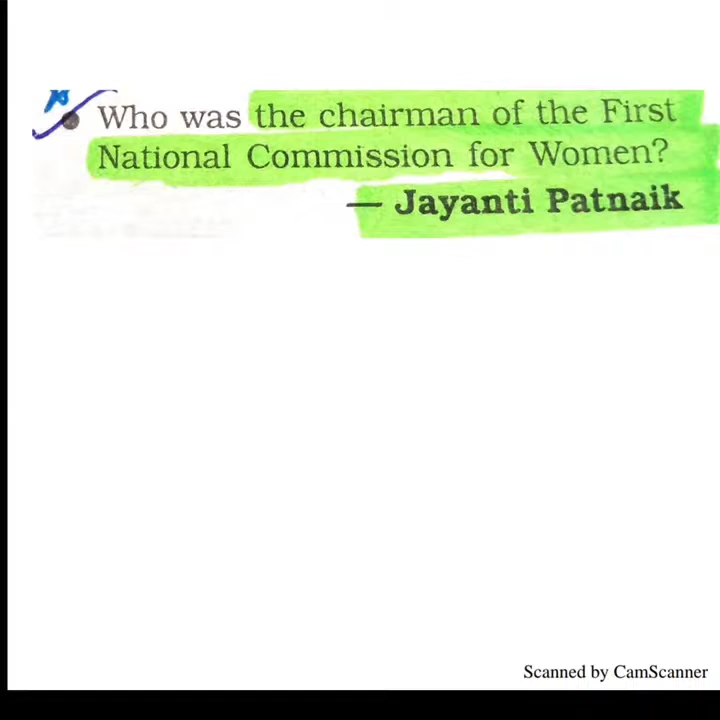 Who was the chairman of the First
National Commission for Women?
— Jayanti Patnaik
Scanned by CamScanner